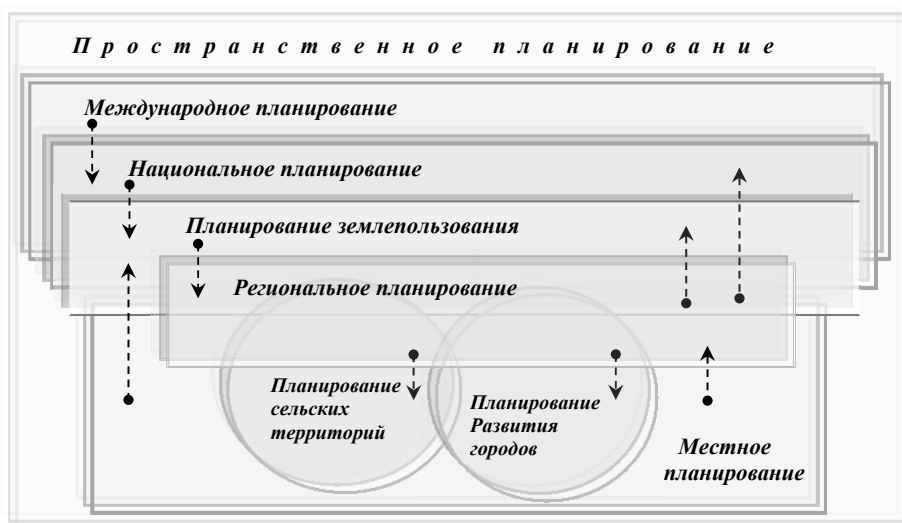 Пространственное планирование
Международное планирование
Национальное планирование
Планирование землепользования
Региональное планирование
Планирование
сельских
территорий
Планирование
Развития
городов
Местное
планирование